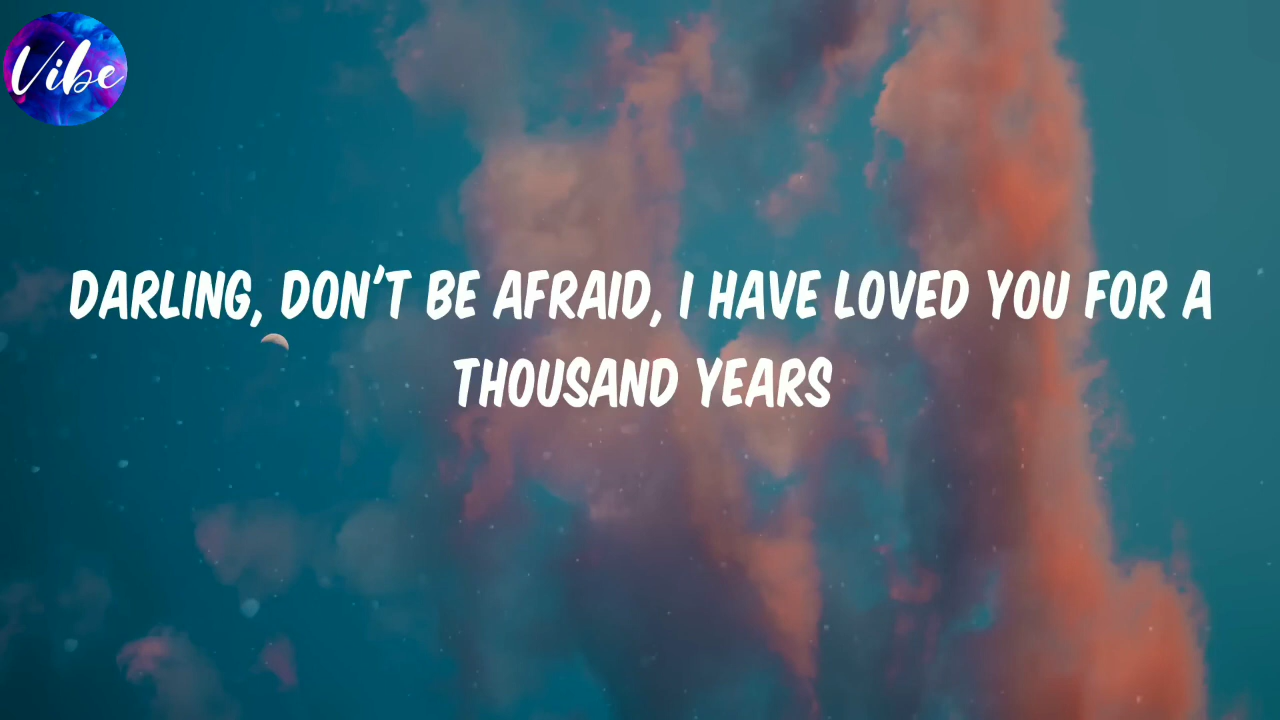 Vibe
DARLING, DON'T BE AFRAID, I HAVE LOVED YOU FOR A
THOUSAND YEARS